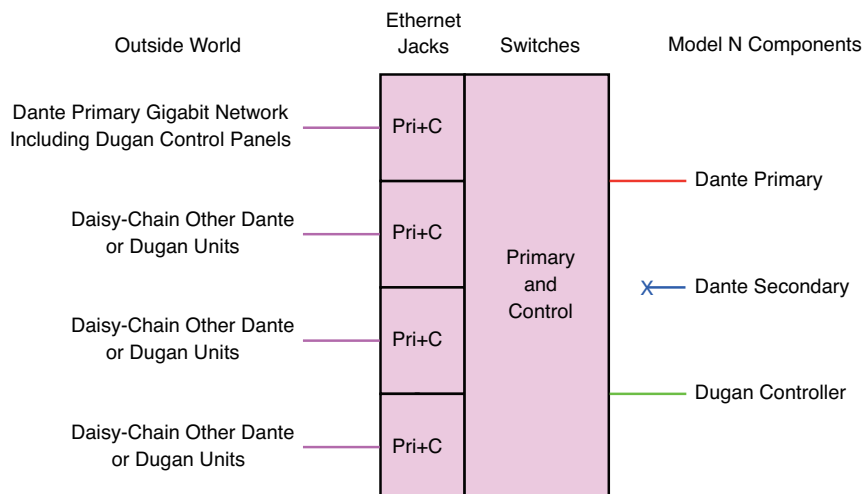 Outside World
Ethernet
Jacks
Switches
Model N Components
Dante Primary Gigabit Network
Including Dugan Control Panels
Pri+C
Dante Primary
Daisy-Chain Other Dante
or Dugan Units
Pri+C
Primary
and
Control
X
Dante Secondary
Daisy-Chain Other Dante
or Dugan Units
Pri+C
Dugan Controller
Daisy-Chain Other Dante
or Dugan Units
Pri+C